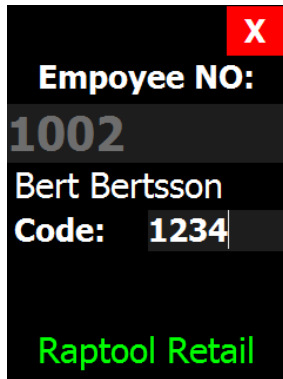 X
Empoyee NO:
1002
Bert Bertsson
Code: 1234
Raptool Retail